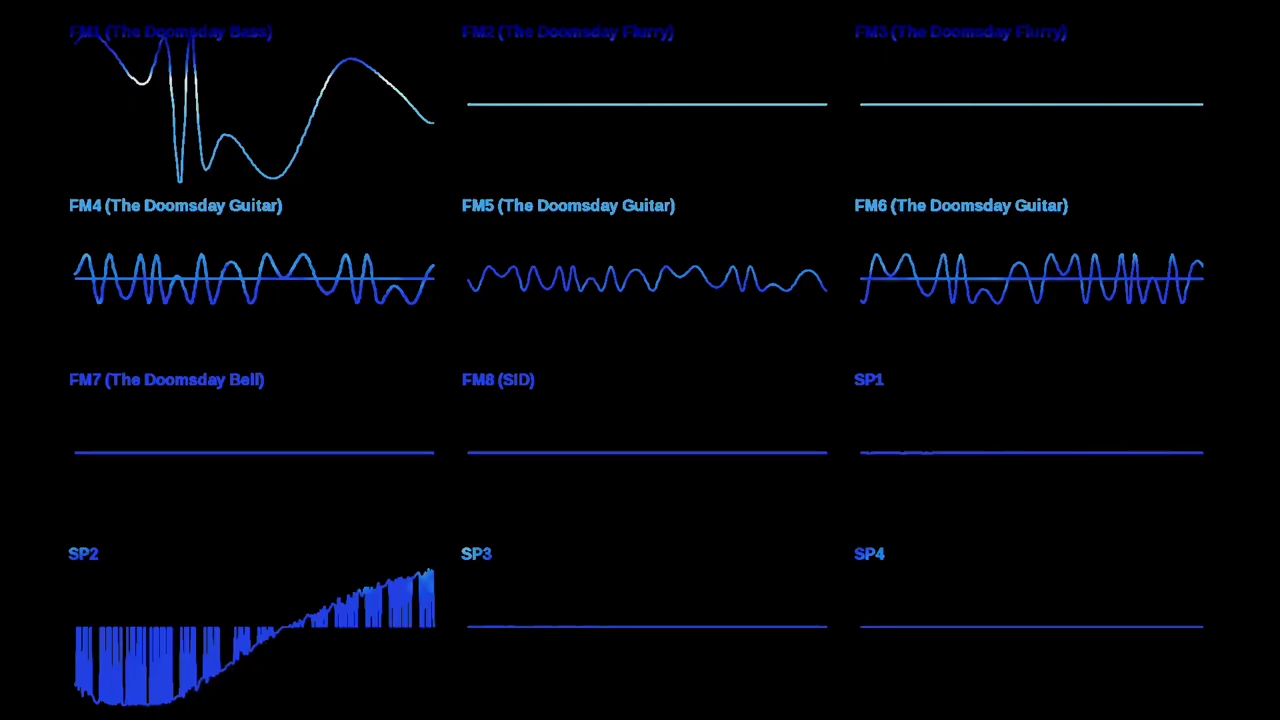 FM1 (The Doomsday Bass)
FM2 (The Doomsday Flurry)
FM3 (The Doomsday Flurry)
FM4 (The Doomsday Guitar)
FM5 (The Doomsday Guitar)
FM6 (The Doomsday Guitar)
FM7 (The Doomsday Bell)
FM8 (SID)
SP1
SP2
SP3
SP4